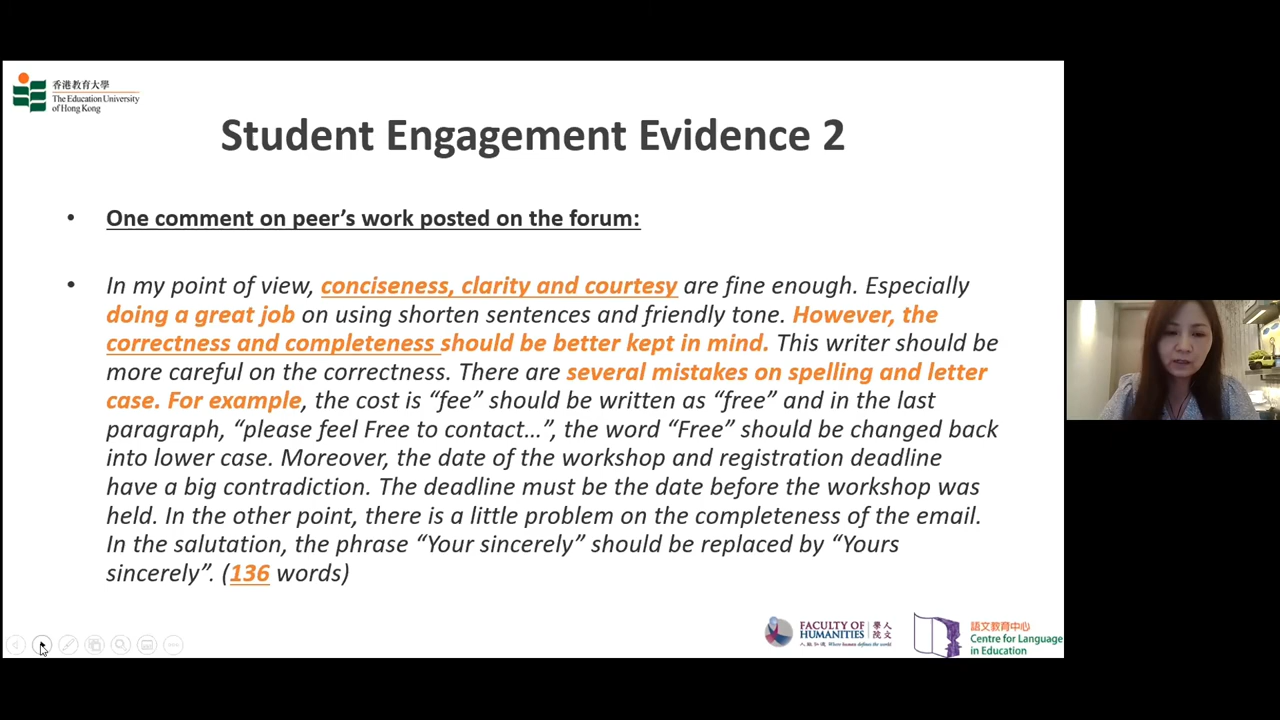 香港教育大學
The Education University
of Hong Kong
Student Engagement Evidence 2
• One comment on peer’s work posted on the forum:
• In my point of view, conciseness, clarity and courtesy are fine enough. Especially
doing a great job on using shorten sentences and friendly tone. However, the
correctness and completeness should be better kept in mind. This writer should be
more careful on the correctness. There are several mistakes on spelling and letter
case. For example, the cost is “fee” should be written as “free” and in the last
paragraph, “please feel Free to contact…”, the word “Free” should be changed back
into lower case. Moreover, the date of the workshop and registration deadline
have a big contradiction. The deadline must be the date before the workshop was
held. In the other point, there is a little problem on the completeness of the email.
In the salutation, the phrase “Your sincerely” should be replaced by “Yours
sincerely”. (136 words)
FACULTY OF
HUMANITIES
人文
學院
Where humans defines the world
語文教育中心
Centre for Language
in Education